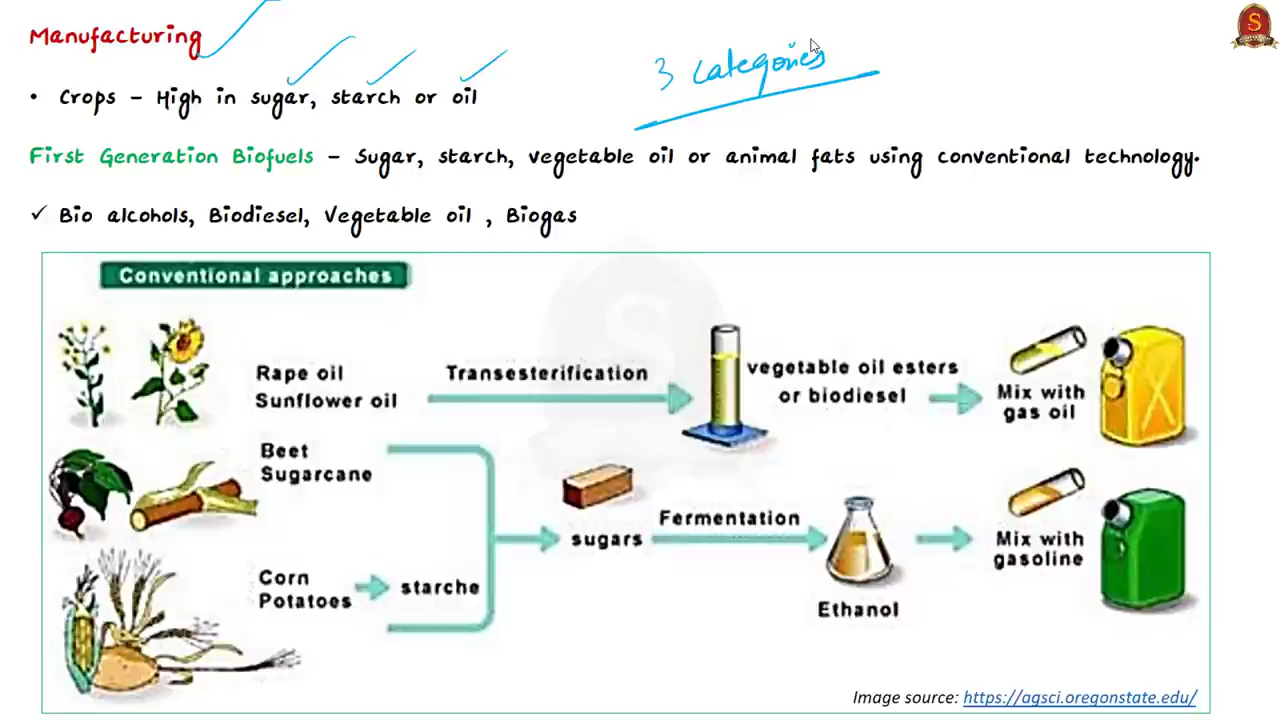 Manufacturing
3 categories
• Crops – High in sugar, starch or oil
First Generation Biofuels – Sugar, starch, vegetable oil or animal fats using conventional technology.
✓ Bio alcohols, Biodiesel, Vegetable oil , Biogas
Conventional approaches
Rape oil
Sunflower oil
Transesterification
vegetable oil esters
or biodiesel
Mix with
gas oil
Beet
Sugarcane
sugars
Fermentation
Mix with
gasoline
Corn
Potatoes
starche
Ethanol
Image source: https://agsci.oregonstate.edu/
S
S